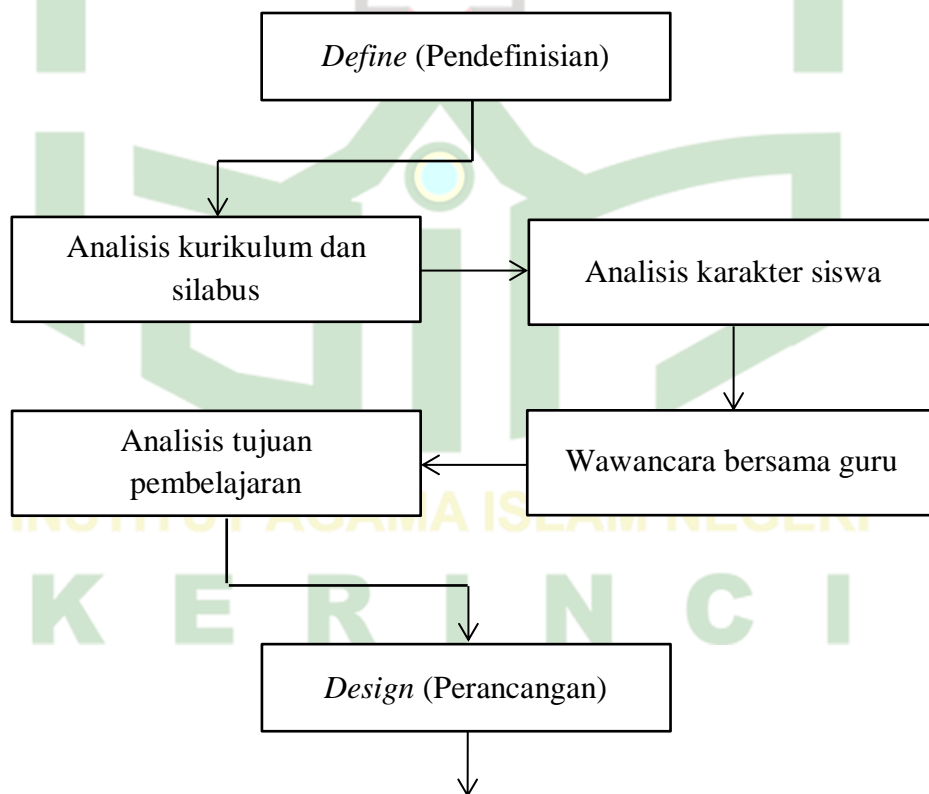 Define (Pendefinisian)
Analisis kurikulum dan
silabus
Analisis karakter siswa
Wawancara bersama guru
Analisis tujuan
pembelajaran
INSTITUT AGAMA ISLAM NEGERI
KERINCI
Design (Perancangan)